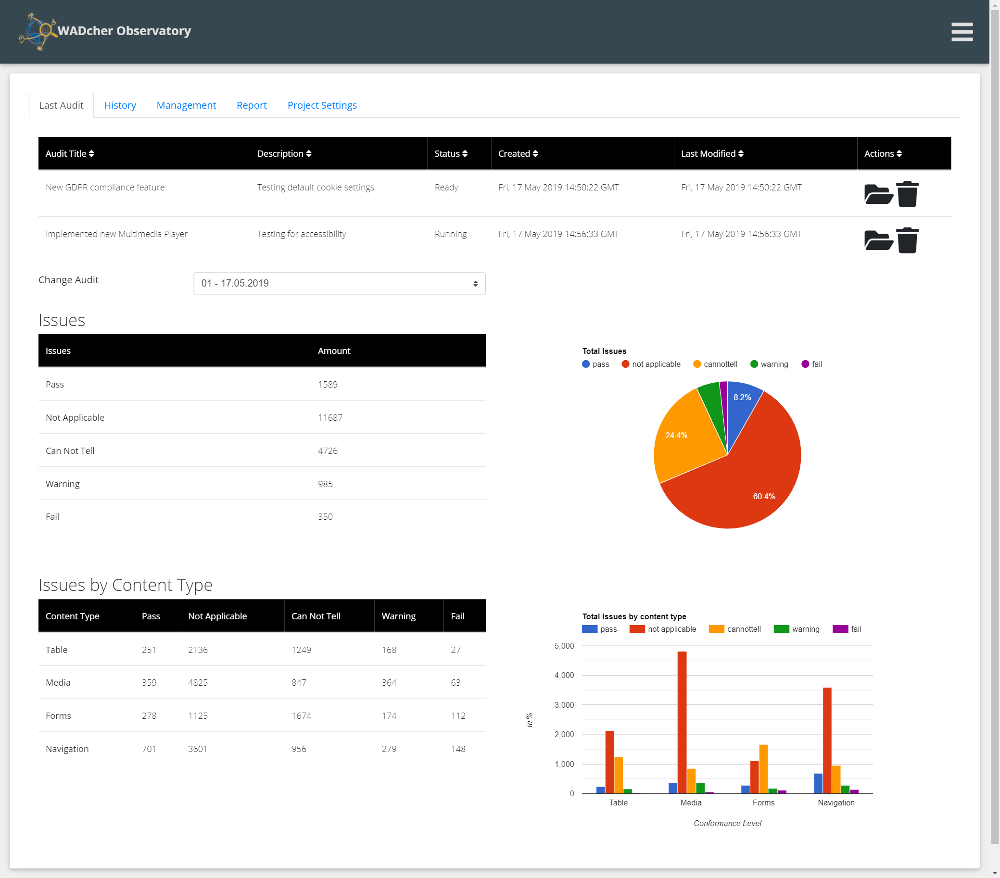 WADcher Observatory
Last Audit History Management Report Project Settings
Audit Title Description Status Created Last Modified Actions
New GDPR compliance feature Testing default cookie settings Ready Fri, 17 May 2019 14:50:22 GMT Fri, 17 May 2019 14:50:22 GMT
Implemented new Multimedia Player Testing for accessibility Running Fri, 17 May 2019 14:56:33 GMT Fri, 17 May 2019 14:56:33 GMT
Change Audit 01 - 17.05.2019
Issues
Issues Amount
Pass 1589
Not Applicable 11687
Can Not Tell 4726
Warning 985
Fail 350
Total Issues
pass not applicable cannottell warning fail
8.2%
24.4%
60.4%
Issues by Content Type
Content Type Pass Not Applicable Can Not Tell Warning Fail
Table 251 2136 1249 168 27
Media 359 4825 847 364 63
Forms 278 1125 1674 174 112
Navigation 701 3601 956 279 148
Total Issues by content type
pass not applicable cannottell warning fail
5,000
4,000
3,000
2,000
1,000
0
in %
Table Media Forms Navigation
Conformance Level